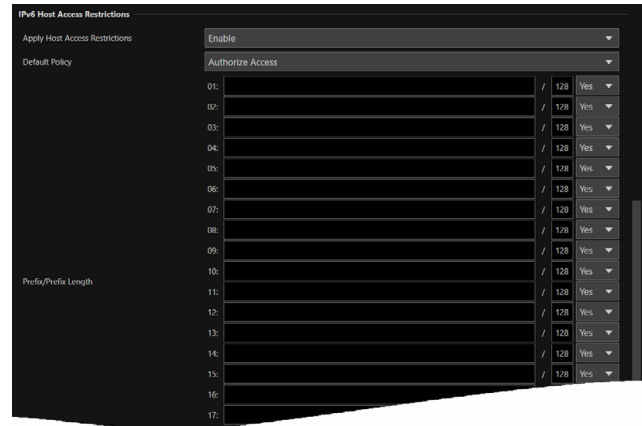 IPv6 Host Access Restrictions
Apply Host Access Restrictions Enable
Default Policy Authorize Access
01: / 128 Yes
02: / 128 Yes
03: / 128 Yes
04: / 128 Yes
05: / 128 Yes
06: / 128 Yes
07: / 128 Yes
08: / 128 Yes
09: / 128 Yes
10: / 128 Yes
Prefix/Prefix Length
11: / 128 Yes
12: / 128 Yes
13: / 128 Yes
14: / 128 Yes
15: / 128 Yes
16:
17: